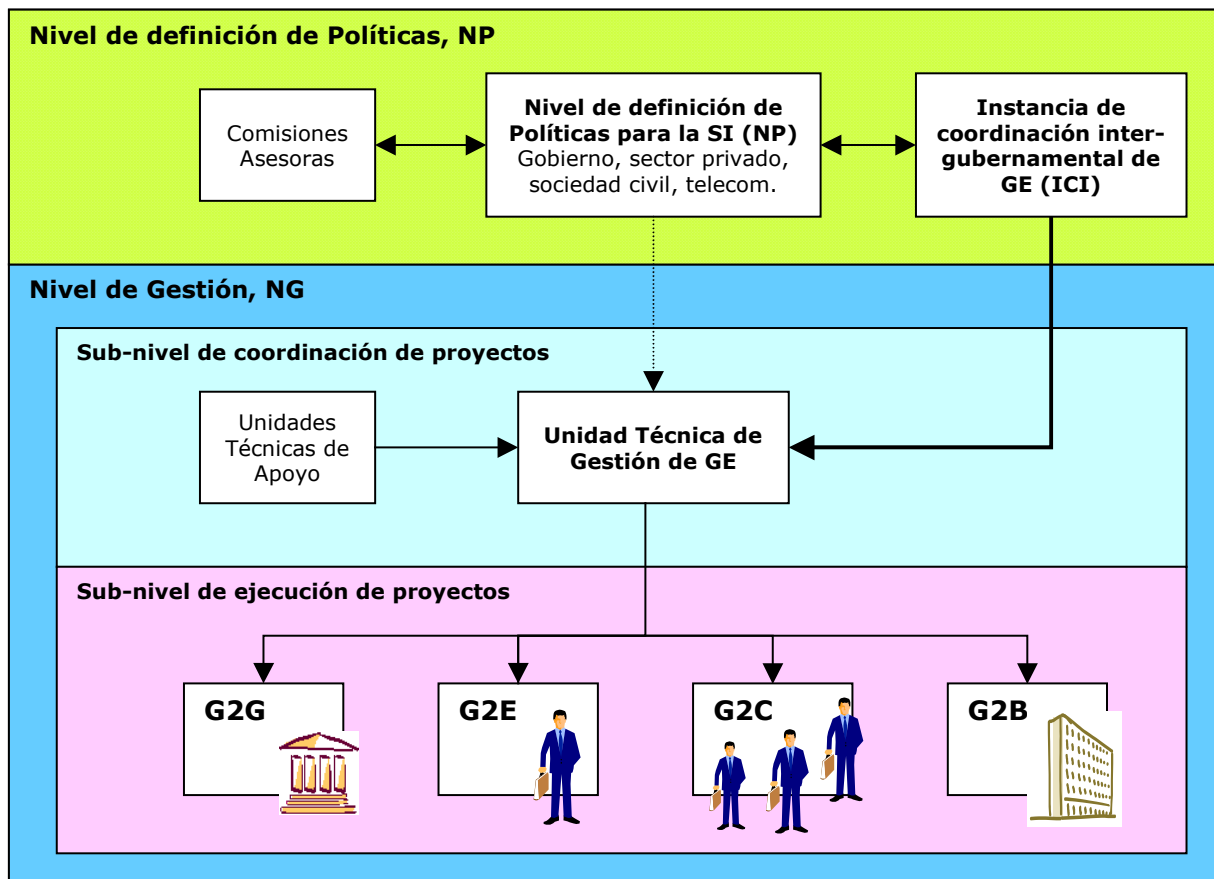 Nivel de definición de Políticas, NP
Comisiones
Asesoras
Nivel de definición de
Políticas para la SI (NP)
Gobierno, sector privado,
sociedad civil, telecom.
Instancia de
coordinación inter-
gubernamental de
GE (ICI)
Nivel de Gestión, NG
Sub-nivel de coordinación de proyectos
Unidades
Técnicas de
Apoyo
Unidad Técnica de
Gestión de GE
Sub-nivel de ejecución de proyectos
G2G
G2E
G2C
G2B